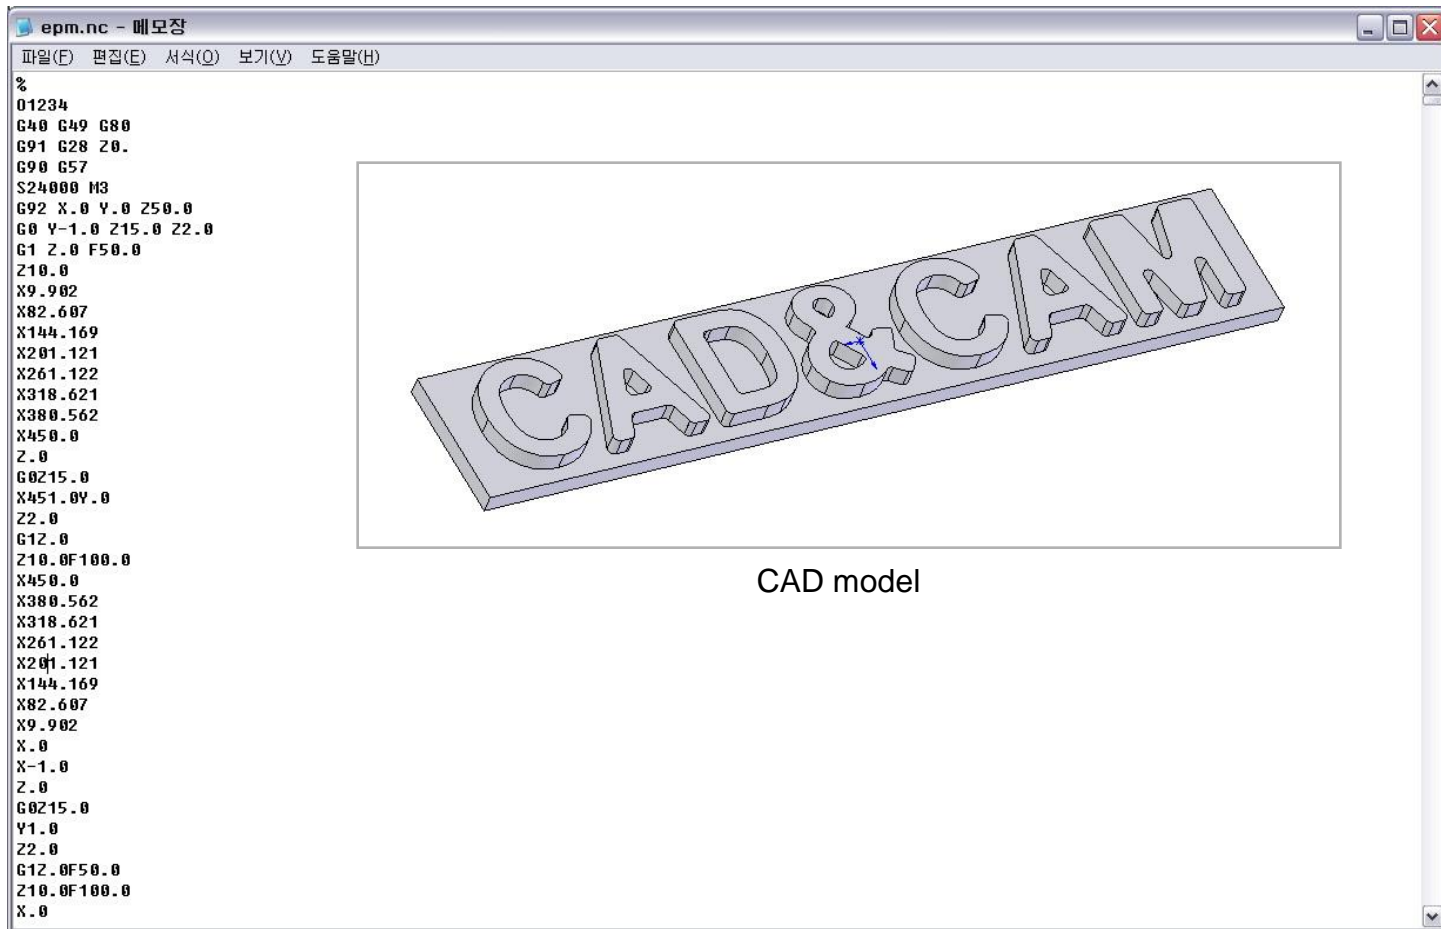 epm.nc - 메모장
파일(F) 편집(E) 서식(O) 보기(V) 도움말(H)
%
O1234
G40 G49 G80
G91 G28 Z0.
G90 G57
S24000 M3
G92 X.0 Y.0 Z50.0
G0 Y-1.0 Z15.0 Z2.0
G1 Z.0 F50.0
Z10.0
X9.902
X82.607
X144.169
X201.121
X261.122
X318.621
X380.562
X450.0
Z.0
G0Z15.0
X451.0Y.0
Z2.0
G1Z.0
Z10.0F100.0
X450.0
X380.562
X318.621
X261.122
X201.121
X144.169
X82.607
X9.902
X.0
X-1.0
Z.0
G0Z15.0
Y1.0
Z2.0
G1Z.0F50.0
Z10.0F100.0
X.0
CAD&CAM
CAD model